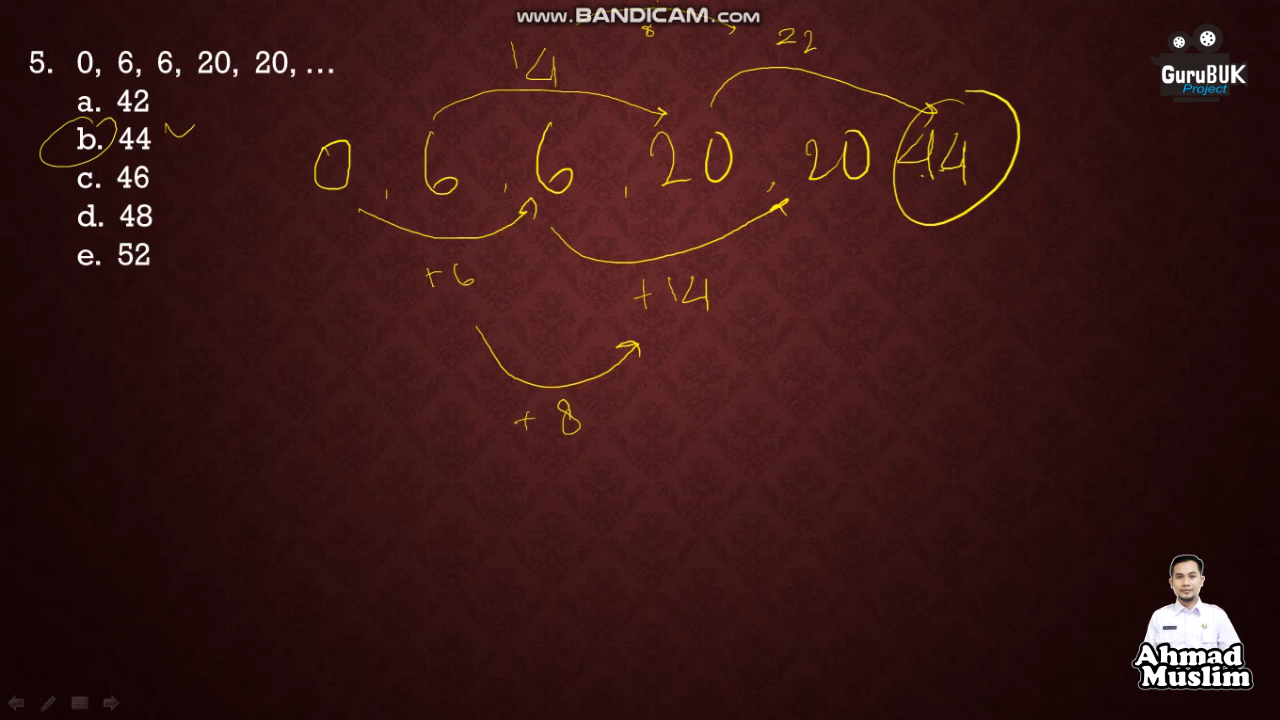 www.BANDICAM.com
8
22
14
5. 0, 6, 6, 20, 20, ...
a. 42
b. 44
c. 46
d. 48
e. 52
GuruBUK
Project
0, 6, 6, 20, 20 44
+6
+14
+8
Ahmad
Muslim